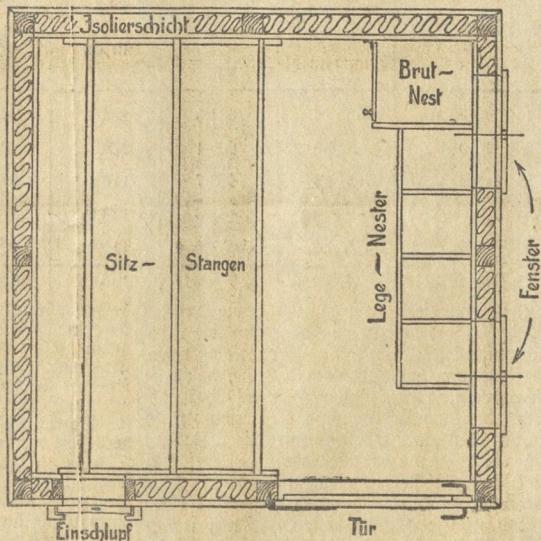 Isolierschicht
Brut-
Nest
Lege - Nester
Sitz - Stangen
Fenster
Einschlupf
Tür